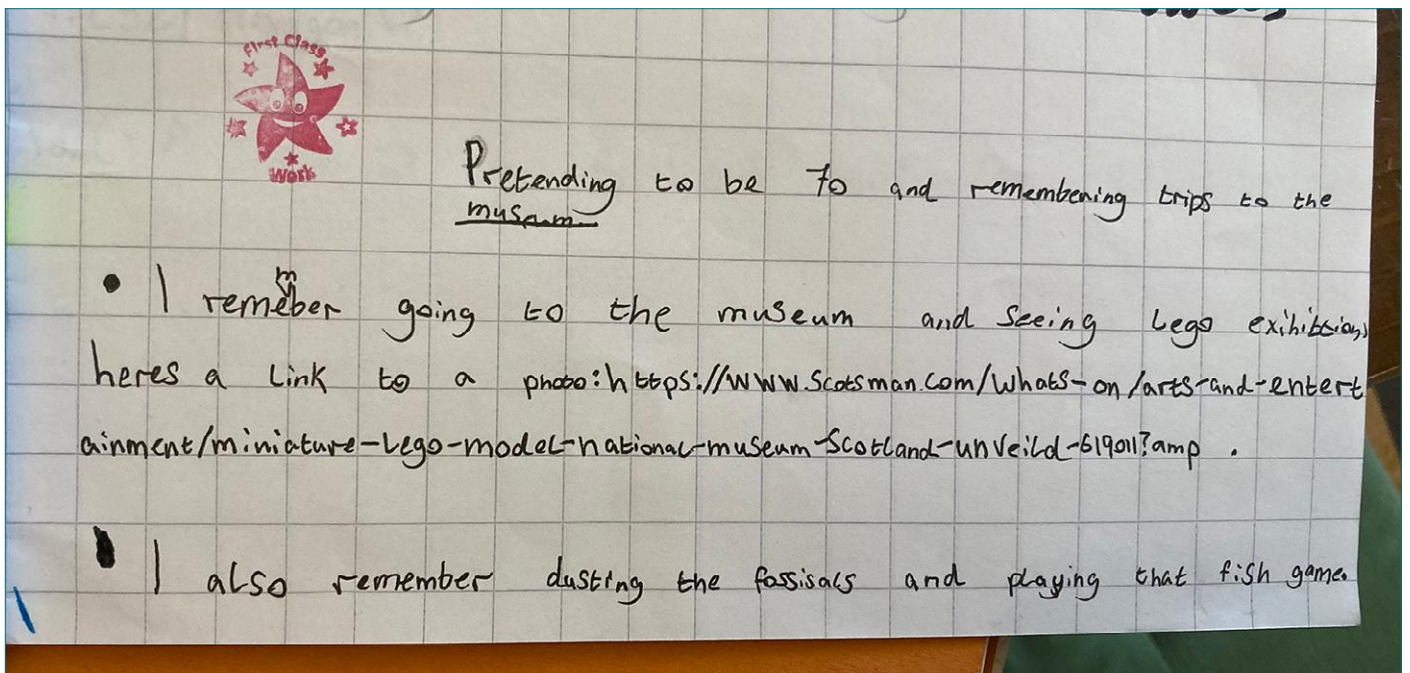 First Class
Work
Pretending to be 70 and remembering trips to the
museum
I remember going to the museum and seeing Lego exihibsions
heres a Link to a photo: https://www.scotsman.com/whats-on/arts-and-entert
ainment/miniature-Lego-model-national-museum-Scotland-unveild-619011?amp .
I also remember dusting the fossisals and playing that fish game.